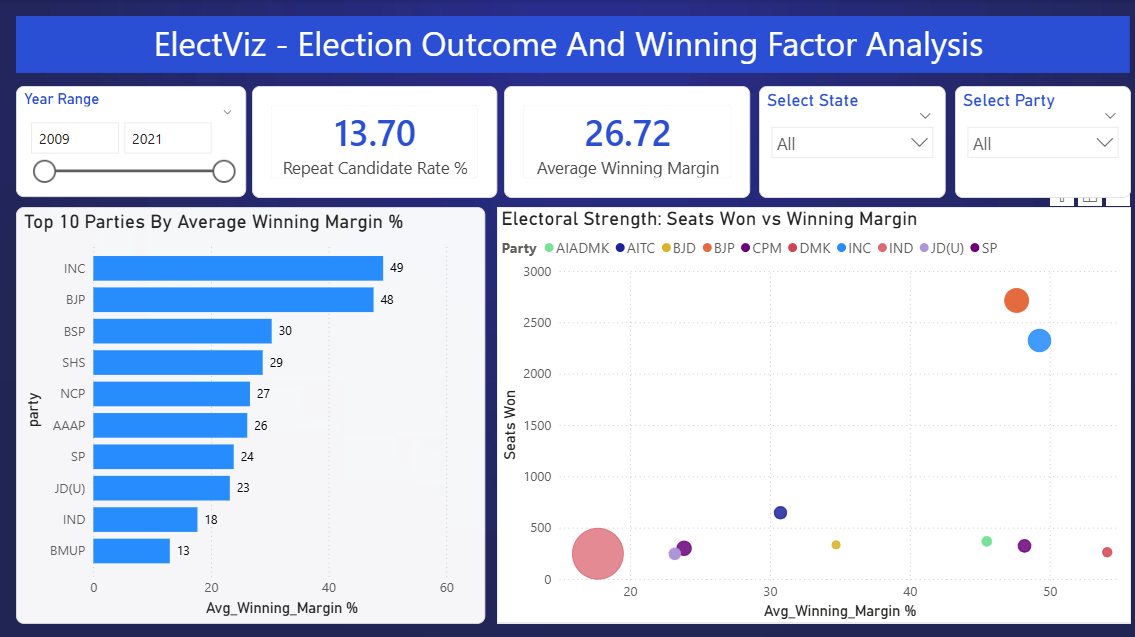 ElectViz - Election Outcome And Winning Factor Analysis
Year Range
2009 2021
13.70
Repeat Candidate Rate %
26.72
Average Winning Margin
Select State
All
Select Party
All
Top 10 Parties By Average Winning Margin %
party
INC 49
BJP 48
BSP 30
SHS 29
NCP 27
AAAP 26
SP 24
JD(U) 23
IND 18
BMUP 13
0 20 40 60
Avg_Winning_Margin %
Electoral Strength: Seats Won vs Winning Margin
Party AIADMK AITC BJD BJP CPM DMK INC IND JD(U) SP
Seats Won
3000
2500
2000
1500
1000
500
0
20 30 40 50
Avg_Winning_Margin %